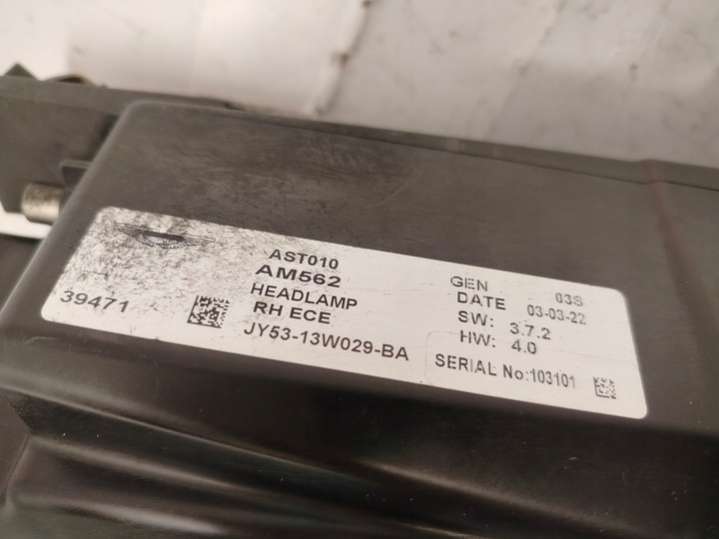 AST010
AM562
HEADLAMP
RH ECE
JY53-13W029-BA
39471
GEN 03S
DATE 03-03-22
SW: 3.7.2
HW: 4.0
SERIAL No:103101